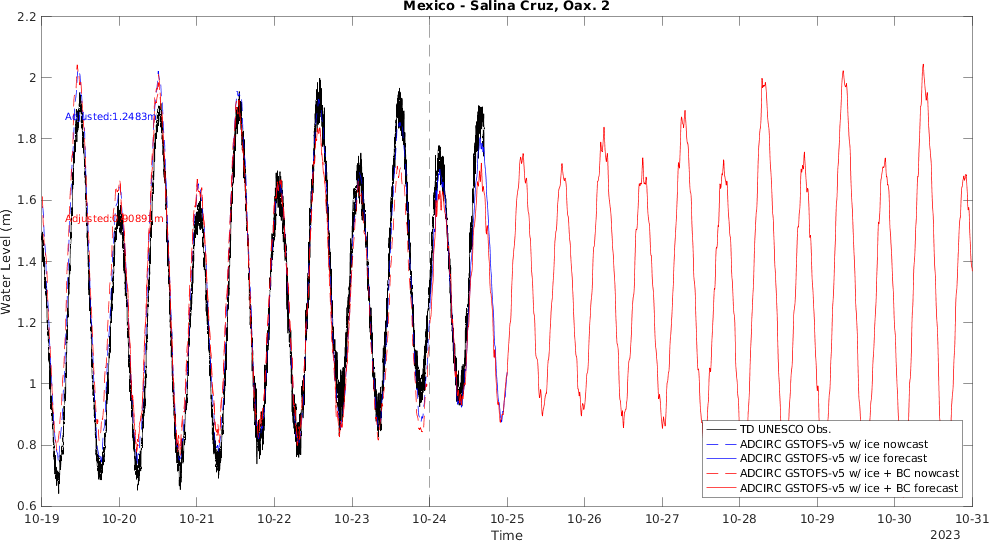 Mexico - Salina Cruz, Oax. 2
2.2
2
1.8
1.6
1.4
1.2
1
0.8
0.6
Water Level (m)
Adjusted:1.2483m
TD UNESCO Obs.
ADCIRC GSTOFS-v5 w/ ice nowcast
ADCIRC GSTOFS-v5 w/ ice forecast
ADCIRC GSTOFS-v5 w/ ice + BC nowcast
ADCIRC GSTOFS-v5 w/ ice + BC forecast
10-19 10-20 10-21 10-22 10-23 10-24 10-25 10-26 10-27 10-28 10-29 10-30 10-31
Time
2023